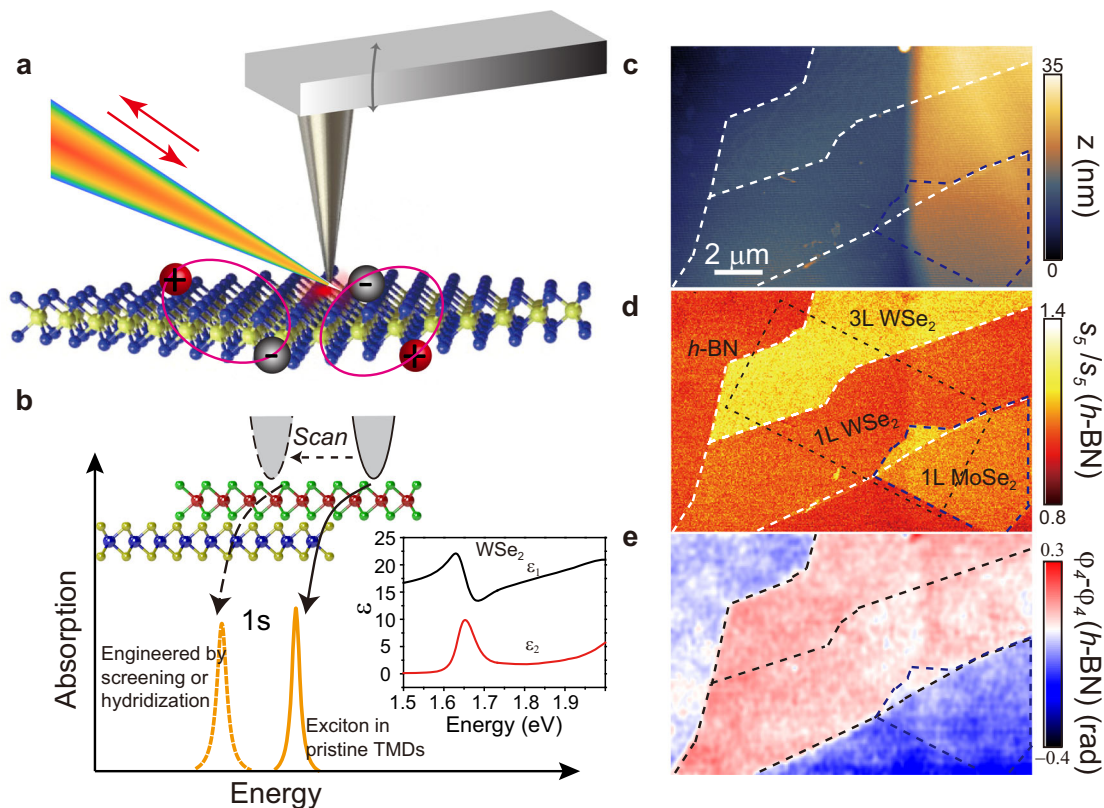 a
+
-
-
+
b
Scan
Absorption
1s
Engineered by
screening or
hydridization
Exciton in
pristine TMDs
Energy
WSe2
ε1
ε2
ε
25
20
15
10
5
0
1.5 1.6 1.7 1.8 1.9
Energy (eV)
c
2 μm
35
z (nm)
0
d
h-BN
3L WSe2
1L WSe2
1L MoSe2
1.4
s5/s5 (h-BN)
0.8
e
0.3
φ4-φ4 (h-BN) (rad)
−0.4